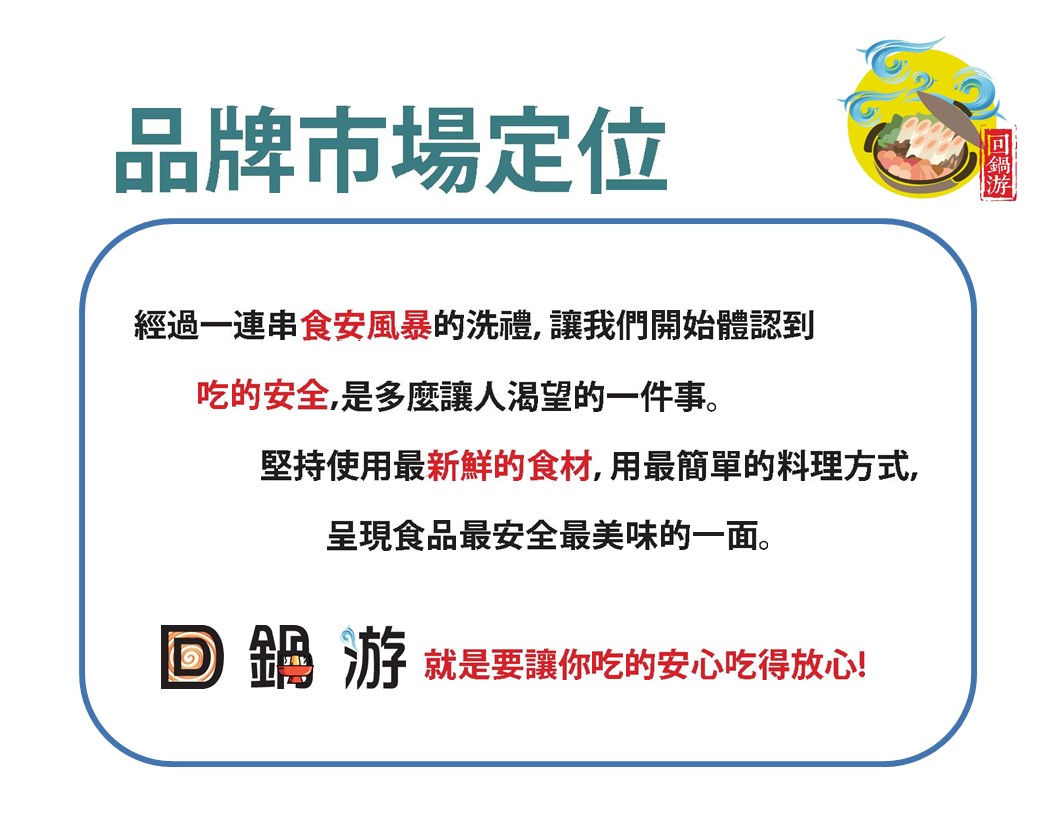 品牌市場定位
回鍋游
經過一連串食安風暴的洗禮, 讓我們開始體認到
吃的安全,是多麼讓人渴望的一件事。
堅持使用最新鮮的食材, 用最簡單的料理方式,
呈現食品最安全最美味的一面。
回鍋游 就是要讓你吃的安心吃得放心!